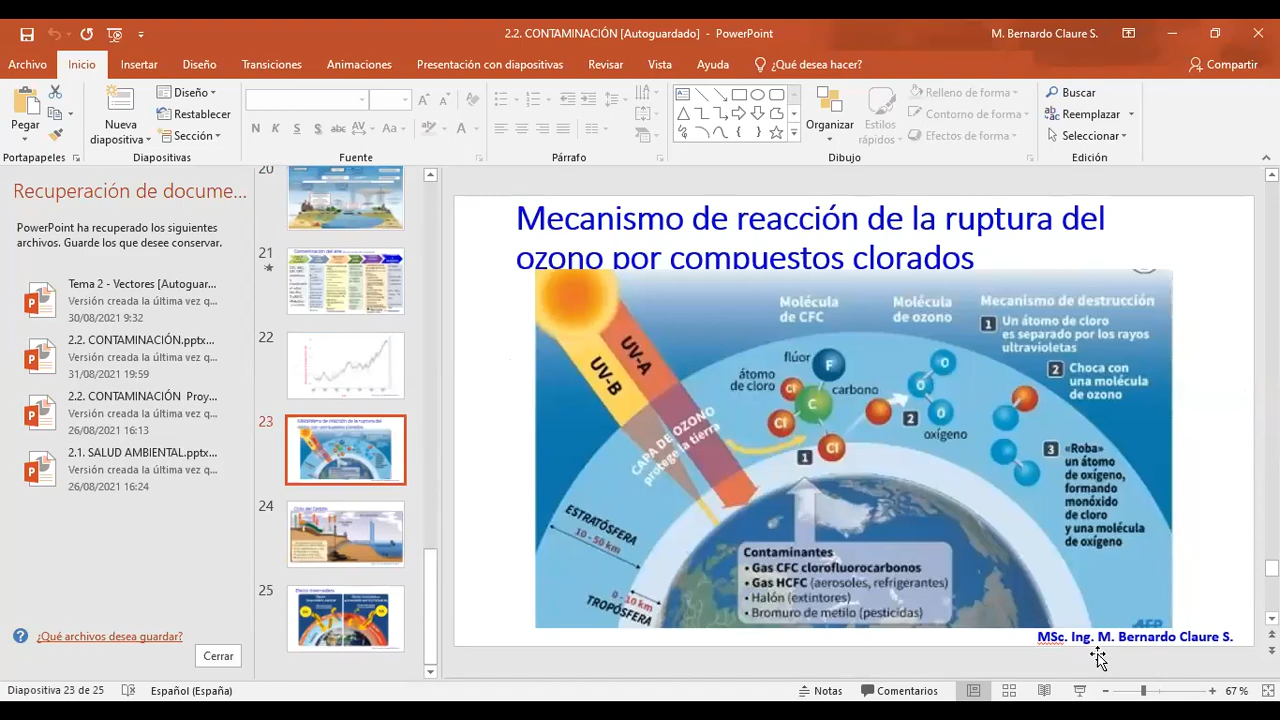 2.2. CONTAMINACIÓN [Autoguardado] - PowerPoint
M. Bernardo Claure S.
Archivo
Inicio
Insertar
Diseño
Transiciones
Animaciones
Presentación con diapositivas
Revisar
Vista
Ayuda
¿Qué desea hacer?
Compartir
Pegar
Nueva
diapositiva
Diseño
Restablecer
Sección
N K S S abc AV Aa A
Organizar
Estilos
rápidos
Relleno de forma
Contorno de forma
Efectos de forma
Buscar
Reemplazar
Seleccionar
Portapapeles
Diapositivas
Fuente
Párrafo
Dibujo
Edición
Recuperación de docume...
PowerPoint ha recuperado los siguientes
archivos. Guarde los que desee conservar.
Tema 2 - Vectores [Autoguar...
Versión creada la última vez q...
30/08/2021 9:32
2.2. CONTAMINACIÓN.pptx...
Versión creada la última vez q...
31/08/2021 19:59
2.2. CONTAMINACIÓN Proy...
Versión creada la última vez q...
26/08/2021 16:13
2.1. SALUD AMBIENTAL.pptx...
Versión creada la última vez q...
26/08/2021 16:24
¿Qué archivos desea guardar?
Cerrar
20
21
22
23
24
25
Mecanismo de reacción de la ruptura del
ozono por compuestos clorados
UV-A
UV-B
CAPA DE OZONO
protege la tierra
Molécula
de CFC
Molécula
de ozono
Mecanismo de destrucción
1 Un átomo de cloro
es separado por los rayos
ultravioletas
2 Choca con
una molécula
de ozono
3 «Roba»
un átomo
de oxígeno,
formando
monóxido
de cloro
y una molécula
de oxígeno
flúor
F
átomo
de cloro
Cl
carbono
C
Cl
Cl
1
2
O
O
O
oxígeno
ESTRATÓSFERA
10 - 50 km
0 - 10 km
TROPÓSFERA
Contaminantes
• Gas CFC clorofluorocarbonos
• Gas HCFC (aerosoles, refrigerantes)
• Halón (extintores)
• Bromuro de metilo (pesticidas)
AFP
MSc. Ing. M. Bernardo Claure S.
Diapositiva 23 de 25
Español (España)
Notas
Comentarios
67 %